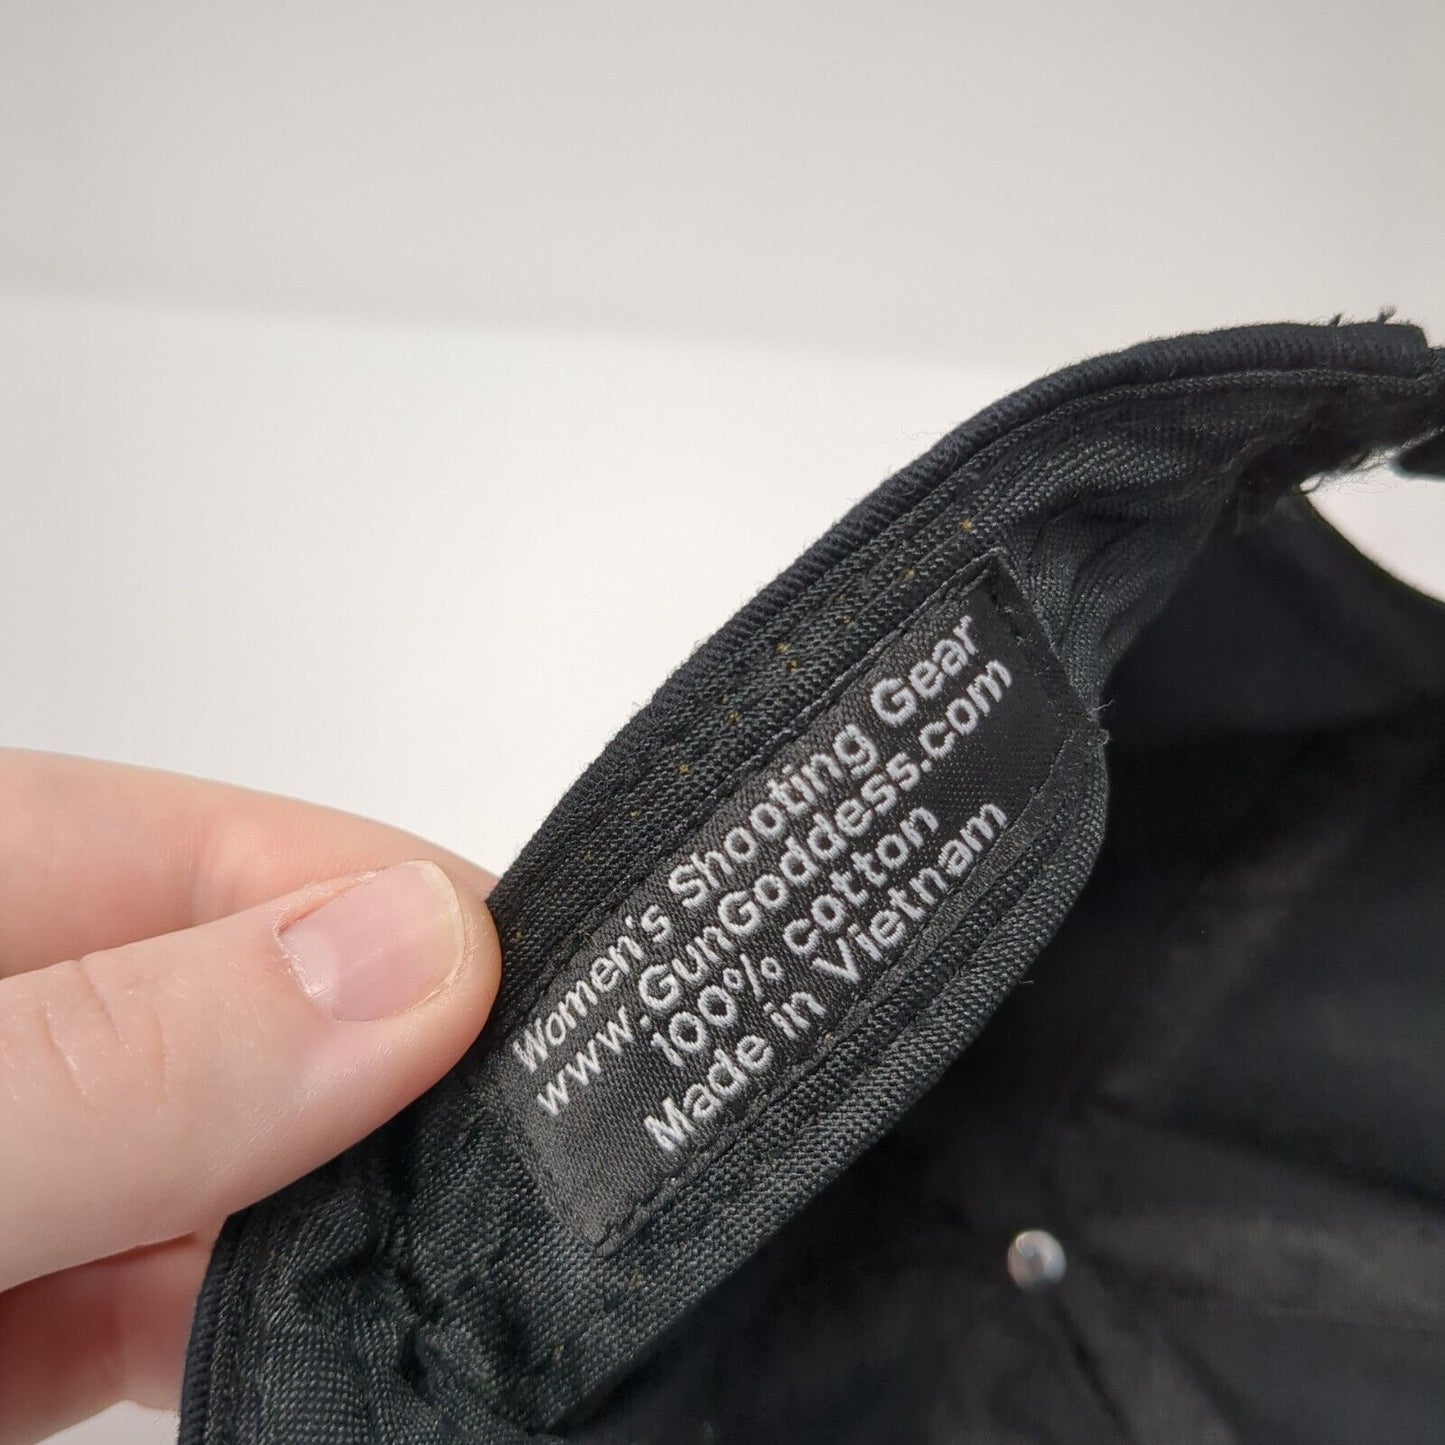 Women's Shooting Gear
www.GunGoddess.com
100% cotton
Made in Vietnam